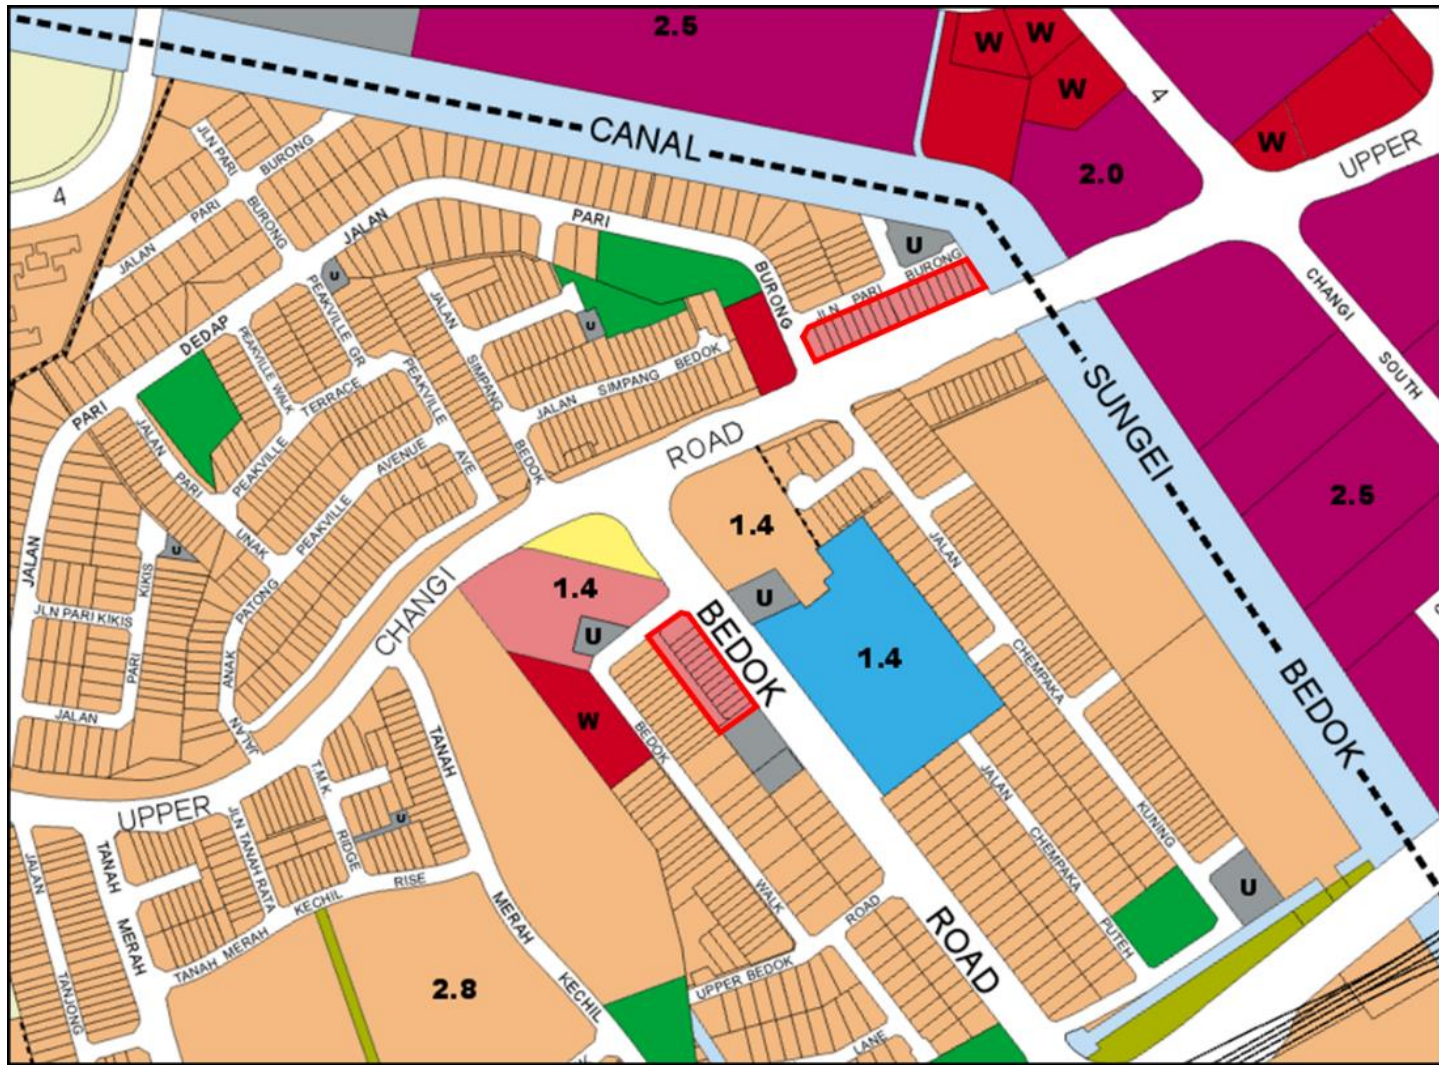 2.5
W
W
W
4
W
UPPER
CANAL
2.0
4
JLN PARI
BURONG
JALAN
PARI
BURONG
JALAN
PARI
BURONG
U
BURONG
JLN PARI
CHANGI
SOUTH
U
PEAKVILLE GR
JALAN
SIMPANG
BEDOK
U
DEDAP
PEAKVILLE WALK
TERRACE
PEAKVILLE
PEAKVILLE
AVE
JALAN
SIMPANG
BEDOK
SUNGEI
BEDOK
PARI
JALAN
JALAN
PARI
UNAK
PEAKVILLE
AVENUE
PATONG
ANAK
JALAN
ROAD
1.4
2.5
U
KIKIS
JLN PARI KIKIS
PARI
JALAN
CHANGI
UPPER
1.4
U
W
BEDOK
ROAD
U
1.4
JALAN
CHEMPAKA
KUNING
JALAN
CHEMPAKA
PUTEH
U
BEDOK
WALK
UPPER BEDOK
ROAD
LANE
T.M.K.
RIDGE
U
JLN TANAH RATA
TANAH MERAH
KECHIL
RISE
TANAH
MERAH
KECHIL
TANAH
MERAH
JALAN
TANJONG
2.8